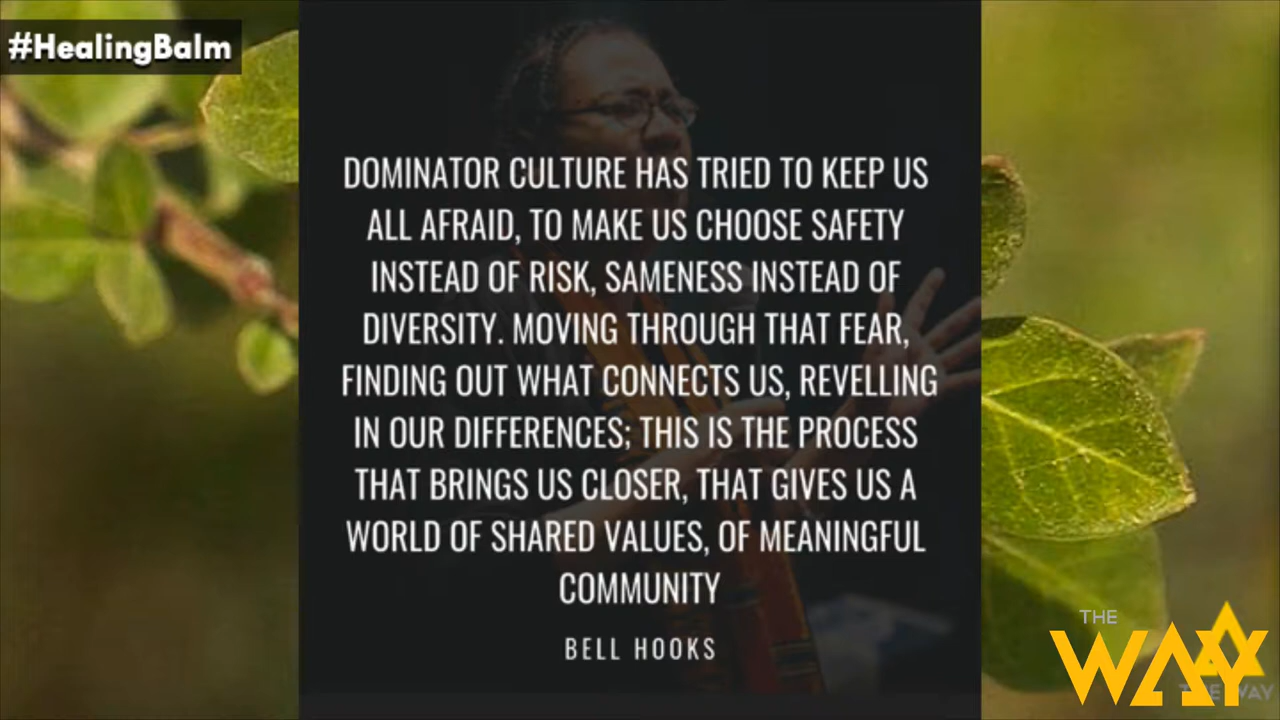 #HealingBalm
DOMINATOR CULTURE HAS TRIED TO KEEP US
ALL AFRAID, TO MAKE US CHOOSE SAFETY
INSTEAD OF RISK, SAMENESS INSTEAD OF
DIVERSITY. MOVING THROUGH THAT FEAR,
FINDING OUT WHAT CONNECTS US, REVELLING
IN OUR DIFFERENCES; THIS IS THE PROCESS
THAT BRINGS US CLOSER, THAT GIVES US A
WORLD OF SHARED VALUES, OF MEANINGFUL
COMMUNITY
BELL HOOKS
THE
WAY
THE WAY